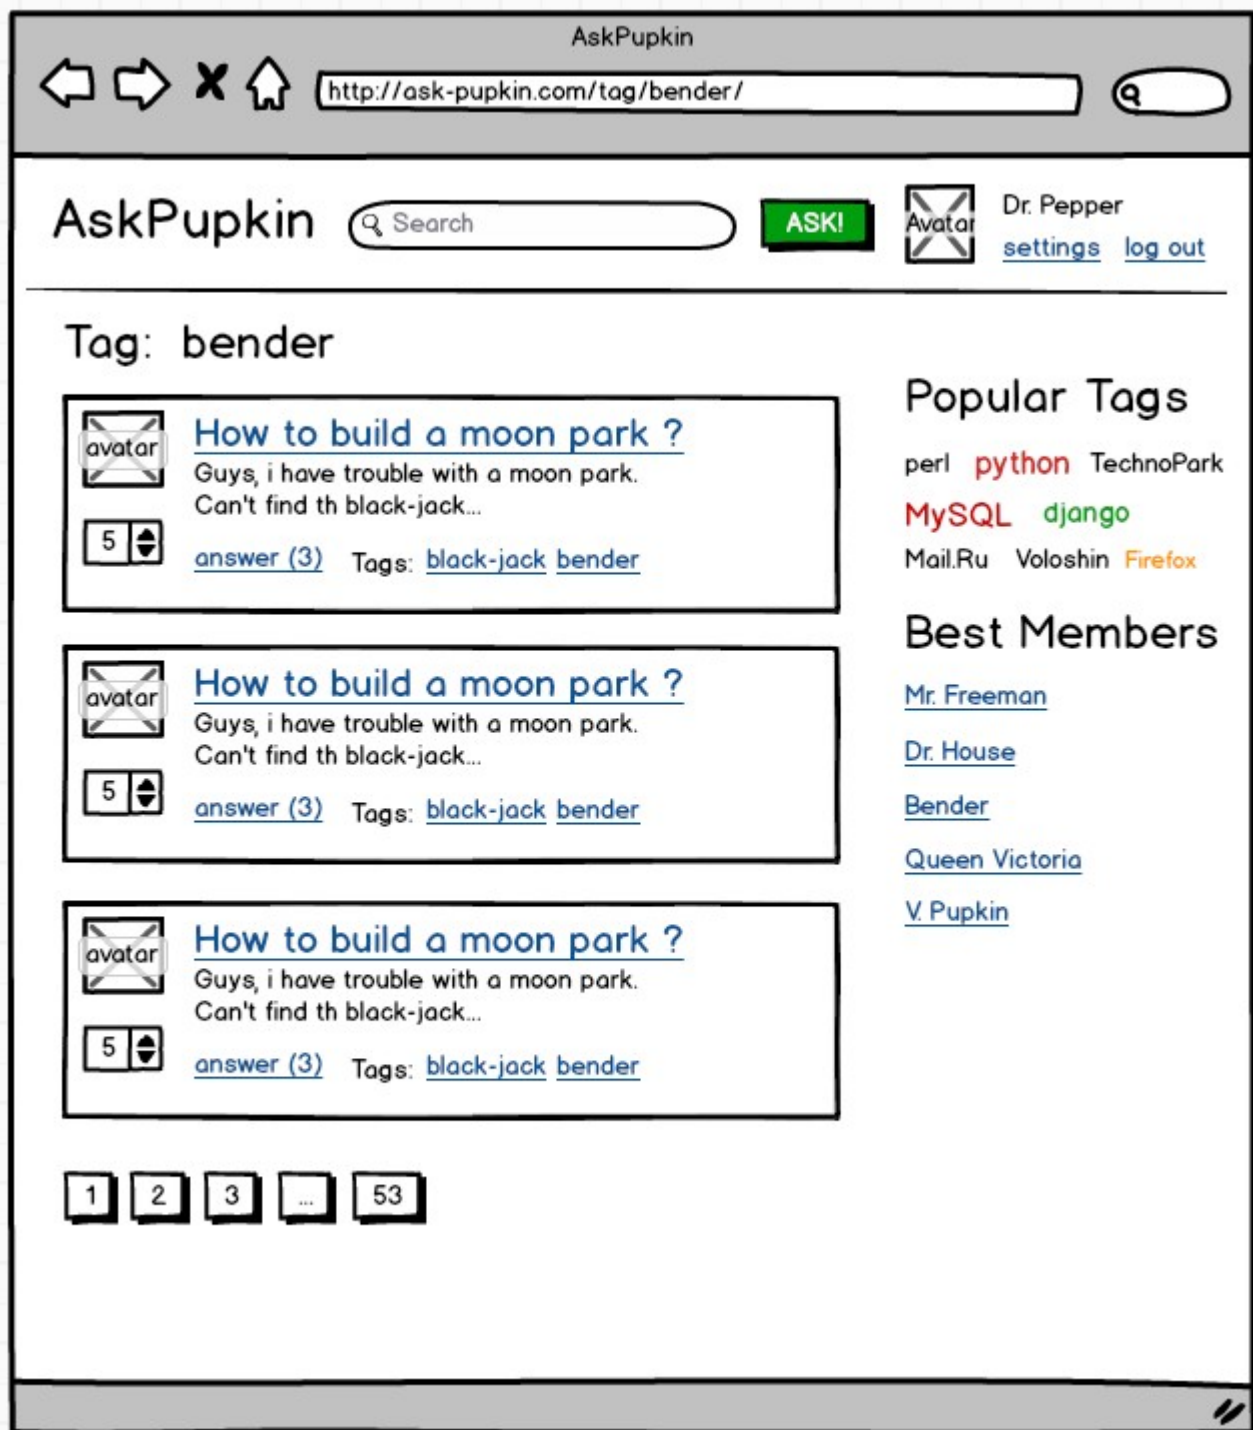 AskPupkin
http://ask-pupkin.com/tag/bender/
AskPupkin
Search
ASK!
Avatar
Dr. Pepper
settings log out
Tag: bender
avatar
How to build a moon park ?
Guys, i have trouble with a moon park.
Can't find th black-jack...
5
answer (3) Tags: black-jack bender
avatar
How to build a moon park ?
Guys, i have trouble with a moon park.
Can't find th black-jack...
5
answer (3) Tags: black-jack bender
avatar
How to build a moon park ?
Guys, i have trouble with a moon park.
Can't find th black-jack...
5
answer (3) Tags: black-jack bender
1 2 3 ... 53
Popular Tags
perl python TechnoPark
MySQL django
Mail.Ru Voloshin Firefox
Best Members
Mr. Freeman
Dr. House
Bender
Queen Victoria
V. Pupkin